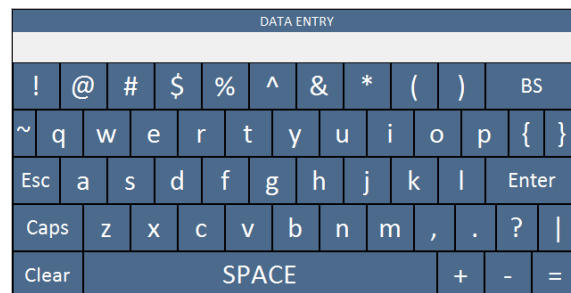 DATA ENTRY
! @ # $ % ^ & * ( ) BS
~ q w e r t y u i o p { }
Esc a s d f g h j k l Enter
Caps z x c v b n m , . ? |
Clear SPACE + - =